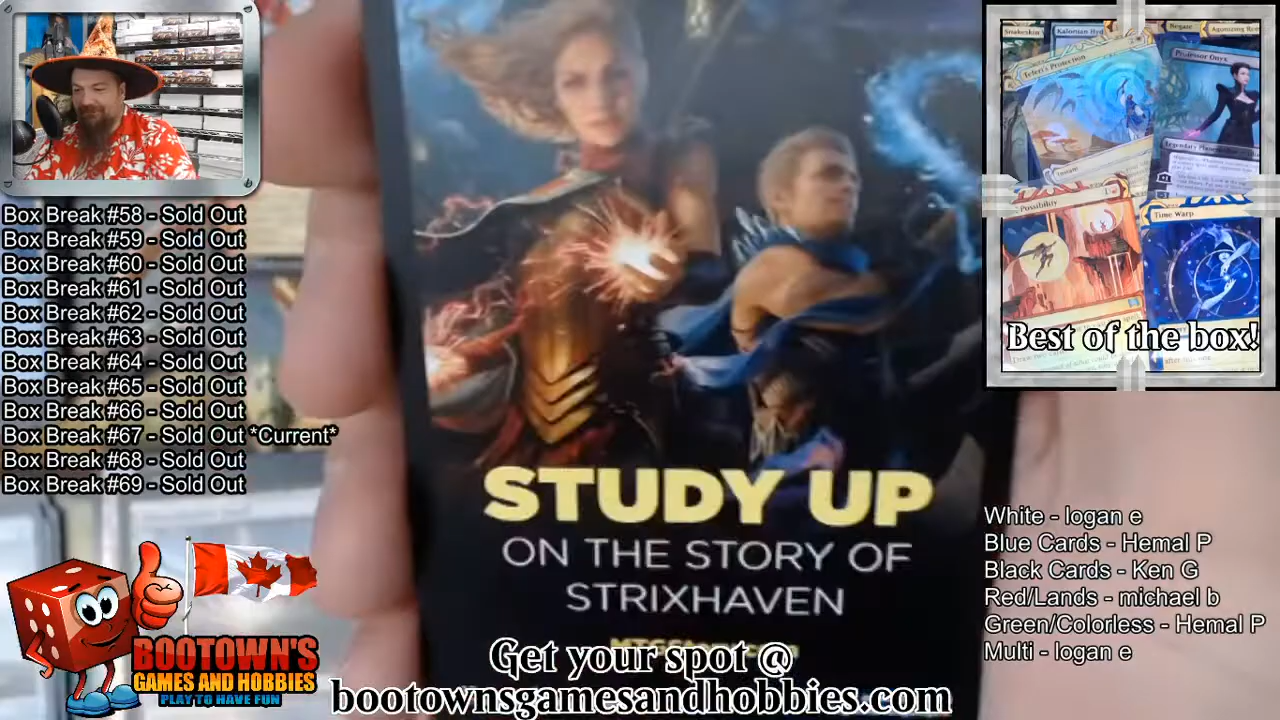 Box Break #58 - Sold Out
Box Break #59 - Sold Out
Box Break #60 - Sold Out
Box Break #61 - Sold Out
Box Break #62 - Sold Out
Box Break #63 - Sold Out
Box Break #64 - Sold Out
Box Break #65 - Sold Out
Box Break #66 - Sold Out
Box Break #67 - Sold Out *Current*
Box Break #68 - Sold Out
Box Break #69 - Sold Out
BOOTOWN'S
GAMES AND HOBBIES
PLAY TO HAVE FUN
STUDY UP
ON THE STORY OF
STRIXHAVEN
Get your spot @
bootownsgamesandhobbies.com
Negate
Teferi's Protection
Professor Onyx
Possibility
Time Warp
Best of the box!
White - logan e
Blue Cards - Hemal P
Black Cards - Ken G
Red/Lands - michael b
Green/Colorless - Hemal P
Multi - logan e